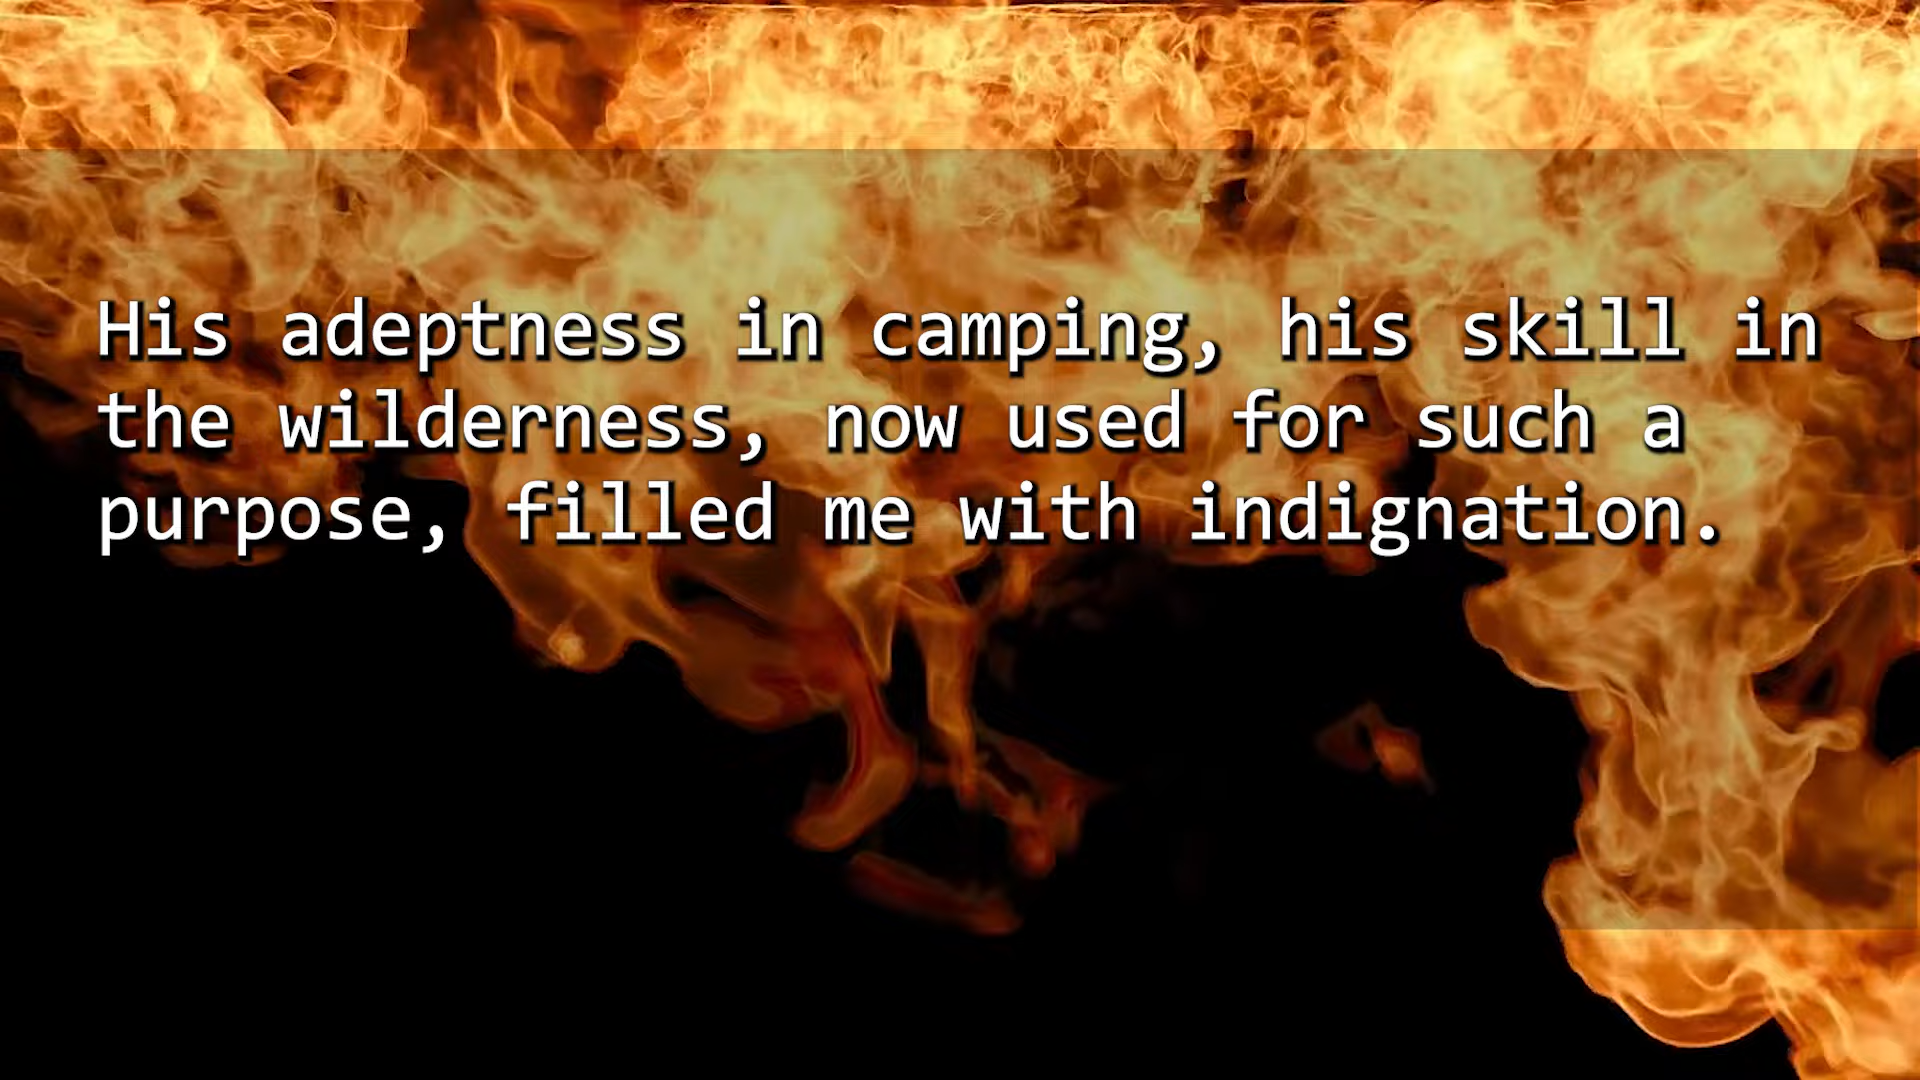 His adeptness in camping, his skill in
the wilderness, now used for such a
purpose, filled me with indignation.